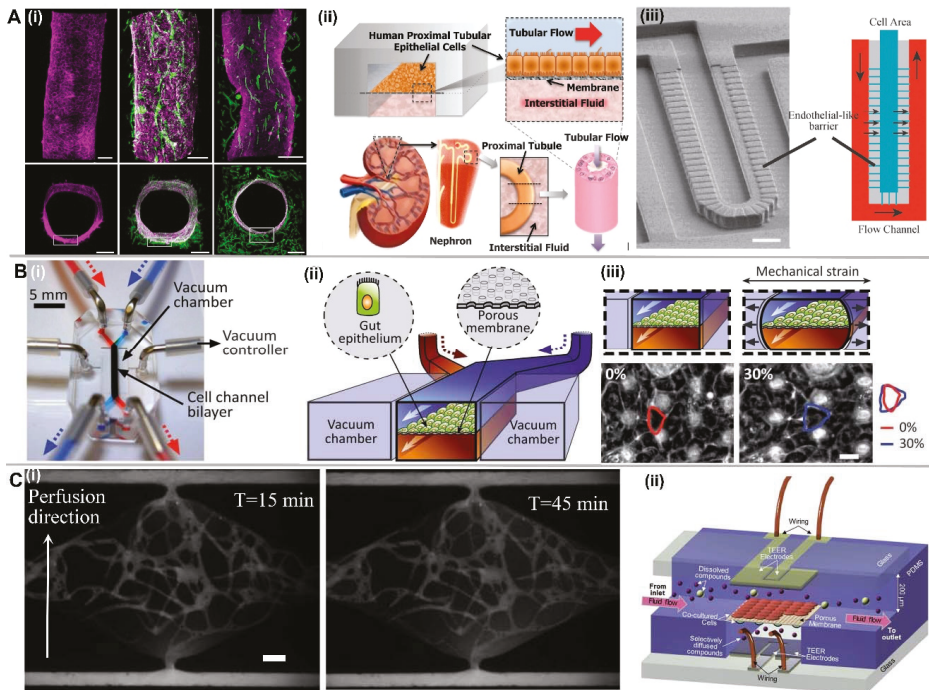 A (i)
(ii)
Human Proximal Tubular
Epithelial Cells
Tubular Flow
Membrane
Interstitial Fluid
Tubular Flow
Proximal Tubule
Nephron
Interstitial Fluid
(iii)
Cell Area
Endothelial-like
barrier
Flow Channel
B (i)
5 mm
Vacuum
chamber
Vacuum
controller
Cell channel
bilayer
(ii)
Gut
epithelium
Porous
membrane
Vacuum
chamber
Vacuum
chamber
(iii)
Mechanical strain
0%
30%
0%
30%
C (i)
Perfusion
direction
T=15 min
T=45 min
(ii)
Wiring
TEER
Electrodes
Glass
PDMS
Dissolved
compounds
200 μm
From
inlet
Fluid flow
Co-cultured
Cells
Porous
Membrane
Fluid flow
To
outlet
Selectively
diffused
compounds
TEER
Electrodes
Wiring
Glass